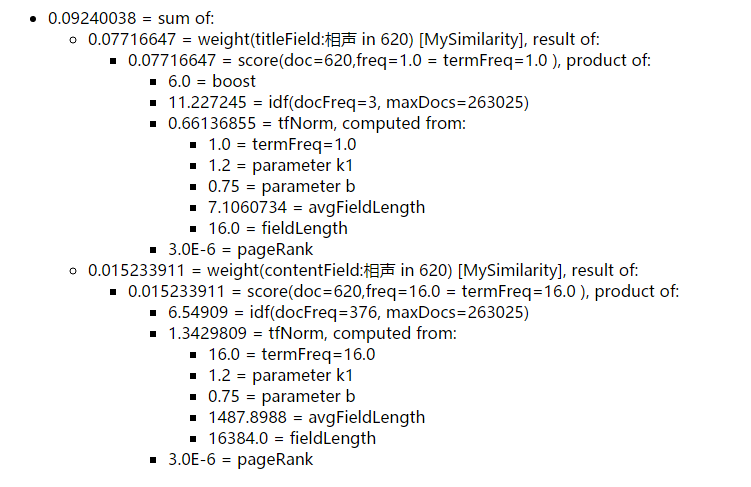 0.09240038 = sum of:
0.07716647 = weight(titleField:相声 in 620) [MySimilarity], result of:
0.07716647 = score(doc=620,freq=1.0 = termFreq=1.0 ), product of:
6.0 = boost
11.227245 = idf(docFreq=3, maxDocs=263025)
0.66136855 = tfNorm, computed from:
1.0 = termFreq=1.0
1.2 = parameter k1
0.75 = parameter b
7.1060734 = avgFieldLength
16.0 = fieldLength
3.0E-6 = pageRank
0.015233911 = weight(contentField:相声 in 620) [MySimilarity], result of:
0.015233911 = score(doc=620,freq=16.0 = termFreq=16.0 ), product of:
6.54909 = idf(docFreq=376, maxDocs=263025)
1.3429809 = tfNorm, computed from:
16.0 = termFreq=16.0
1.2 = parameter k1
0.75 = parameter b
1487.8988 = avgFieldLength
16384.0 = fieldLength
3.0E-6 = pageRank